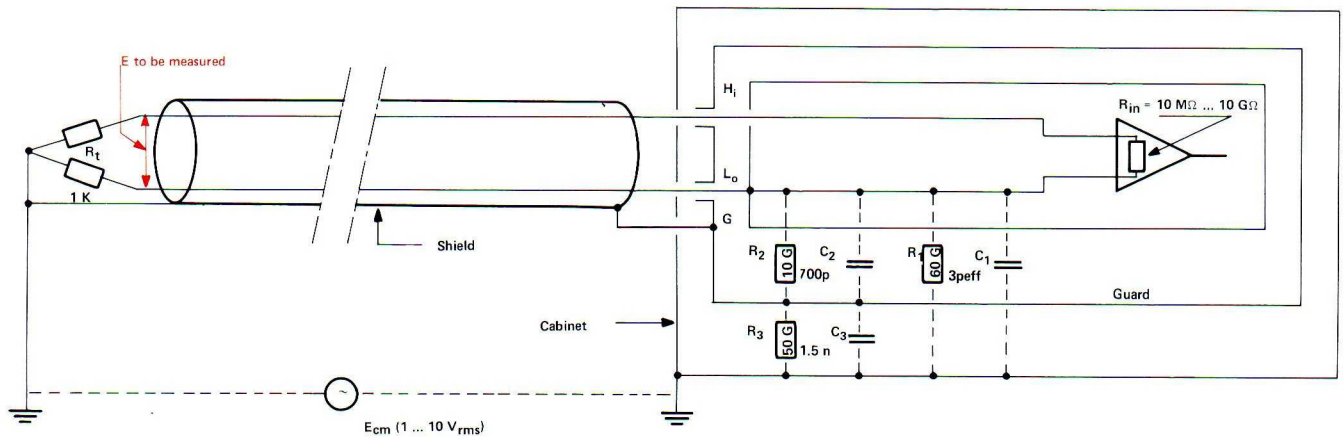 E to be measured
Hi
Rin = 10 MΩ ... 10 GΩ
Rt
1 K
Lo
G
Shield
R2
10 G
C2
700p
R1
60 G
C1
3peff
Guard
Cabinet
R3
50 G
C3
1.5 n
~
Ecm (1 ... 10 Vrms)